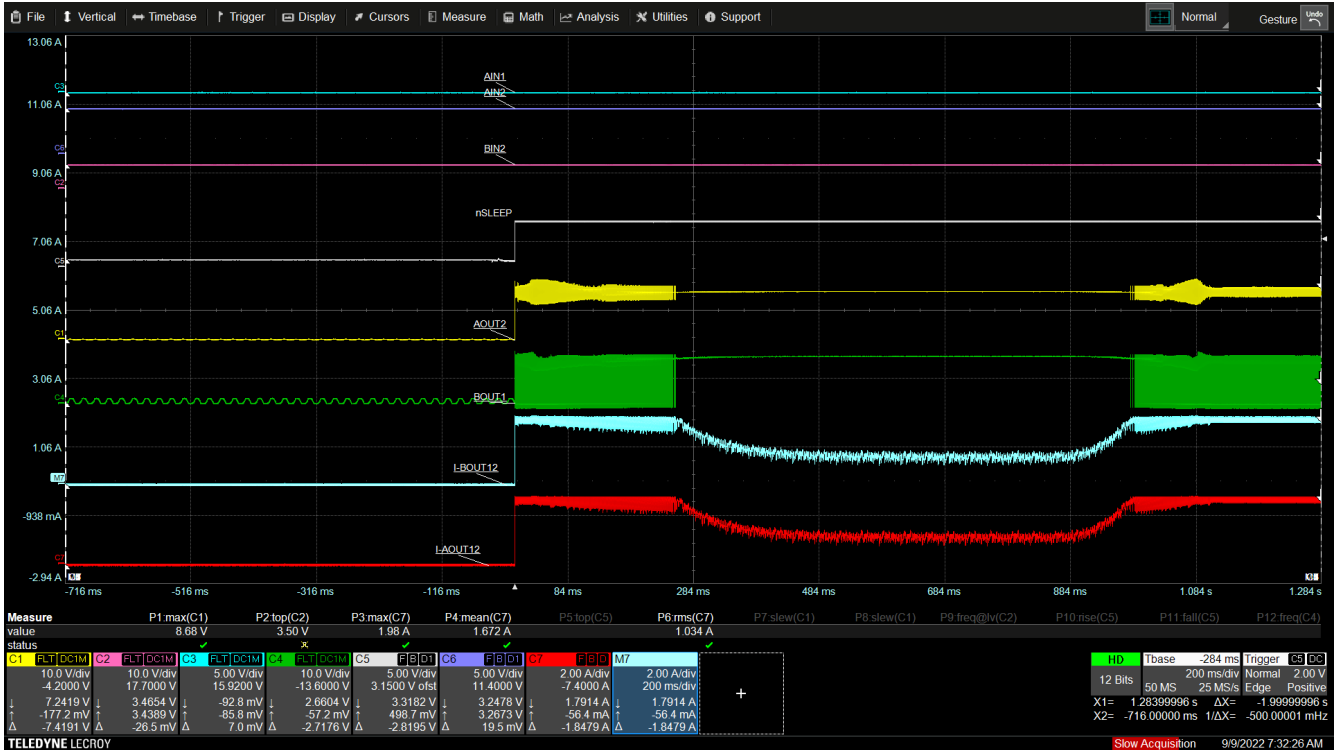 File Vertical Timebase Trigger Display Cursors Measure Math Analysis Utilities Support Normal Gesture Undo
13.06 A
AIN1
C3
AIN2
11.06 A
BIN2
C6
9.06 A
C2
nSLEEP
7.06 A
C5
5.06 A
AOUT2
C1
3.06 A
BOUT1
C4
1.06 A
I-BOUT12
M7
-938 mA
I-AOUT12
C7
-2.94 A
-716 ms -516 ms -316 ms -116 ms 84 ms 284 ms 484 ms 684 ms 884 ms 1.084 s 1.284 s
Measure P1:max(C1) P2:top(C2) P3:max(C7) P4:mean(C7) P5:top(C5) P6:rms(C7) P7:slew(C1) P8:slew(C1) P9:freq@lv(C2) P10:rise(C5) P11:fall(C5) P12:freq(C4)
value 8.68 V 3.50 V 1.98 A 1.672 A 1.034 A
status
C1 FLT DC1M C2 FLT DC1M C3 FLT DC1M C4 FLT DC1M C5 F B D1 C6 F B D1 C7 F B D M7 HD Tbase -284 ms Trigger C5 DC
10.0 V/div 10.0 V/div 5.00 V/div 10.0 V/div 5.00 V/div 5.00 V/div 2.00 A/div 2.00 A/div 12 Bits 200 ms/div Normal 2.00 V
-4.2000 V 17.7000 V 15.9200 V -13.6000 V 3.1500 V ofst 11.4000 V -7.4000 A 200 ms/div 50 MS 25 MS/s Edge Positive
↓ 7.2419 V ↓ 3.4654 V ↓ -92.8 mV ↓ 2.6604 V ↓ 3.3182 V ↓ 3.2478 V ↓ 1.7914 A ↓ 1.7914 A X1= 1.28399996 s ΔX= -1.99999996 s
↑ -177.2 mV ↑ 3.4389 V ↑ -85.8 mV ↑ -57.2 mV ↑ 498.7 mV ↑ 3.2673 V ↑ -56.4 mA ↑ -56.4 mA X2= -716.00000 ms 1/ΔX= -500.00001 mHz
Δ -7.4191 V Δ -26.5 mV Δ 7.0 mV Δ -2.7176 V Δ -2.8195 V Δ 19.5 mV Δ -1.8479 A Δ -1.8479 A
TELEDYNE LECROY Slow Acquisition 9/9/2022 7:32:26 AM